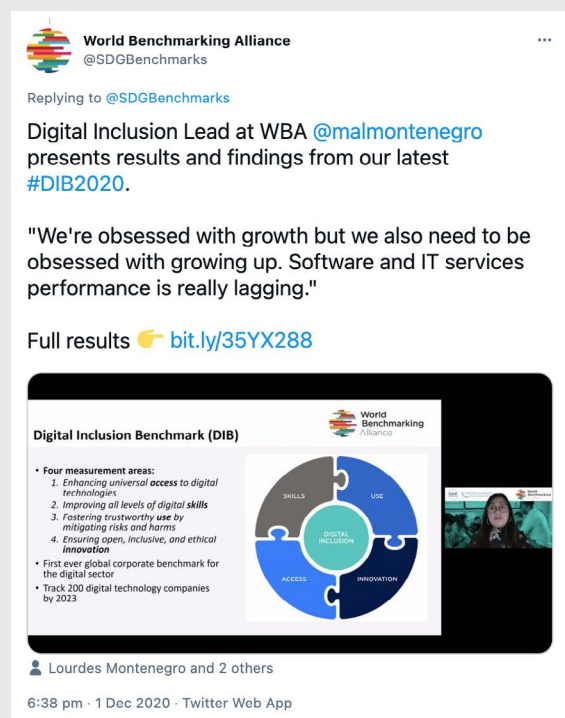 World Benchmarking Alliance
@SDGBenchmarks
Replying to @SDGBenchmarks
Digital Inclusion Lead at WBA @malmontenegro
presents results and findings from our latest
#DIB2020.
"We're obsessed with growth but we also need to be
obsessed with growing up. Software and IT services
performance is really lagging."
Full results 👉 bit.ly/35YX288
World
Benchmarking
Alliance
Digital Inclusion Benchmark (DIB)
• Four measurement areas:
1. Enhancing universal access to digital
technologies
2. Improving all levels of digital skills
3. Fostering trustworthy use by
mitigating risks and harms
4. Ensuring open, inclusive, and ethical
innovation
• First ever global corporate benchmark for
the digital sector
• Track 200 digital technology companies
by 2023
SKILLS
USE
DIGITAL
INCLUSION
ACCESS
INNOVATION
Lourdes Montenegro and 2 others
6:38 pm · 1 Dec 2020 · Twitter Web App